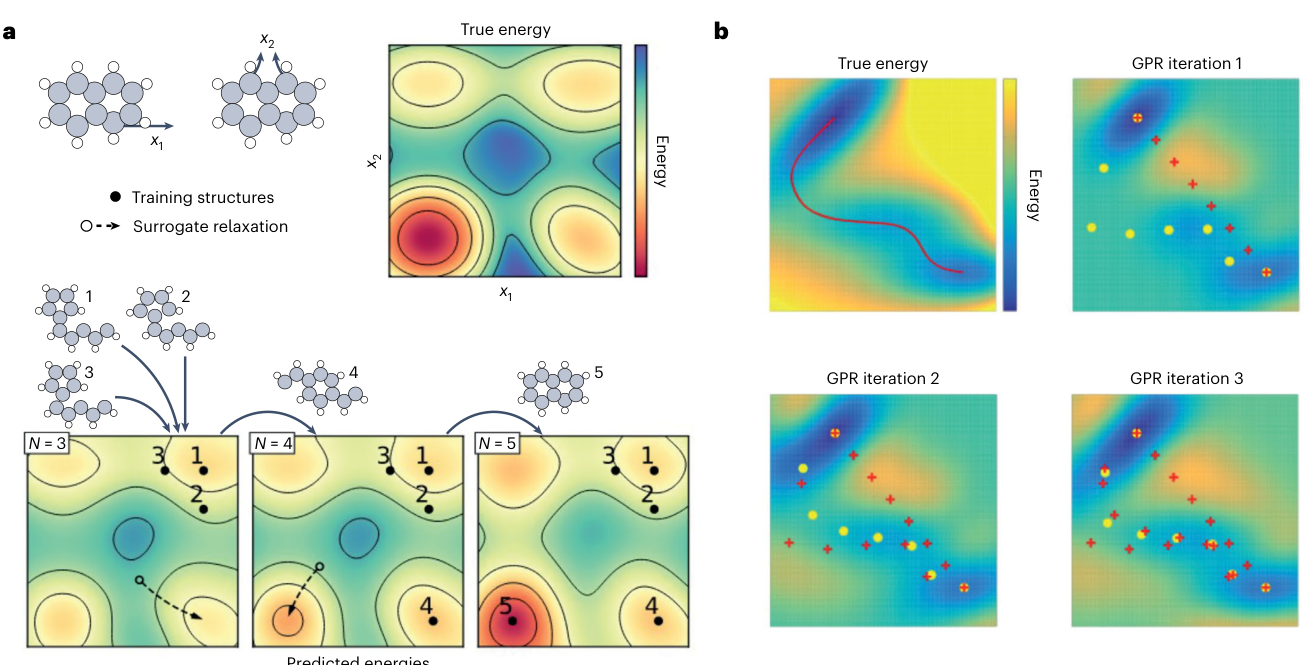 a
x2
x1
Training structures
Surrogate relaxation
True energy
x2
x1
Energy
1
2
3
4
5
N = 3
3
1
2
N = 4
3
1
2
4
N = 5
3
1
2
5
4
Predicted energies
b
True energy
Energy
GPR iteration 1
GPR iteration 2
GPR iteration 3